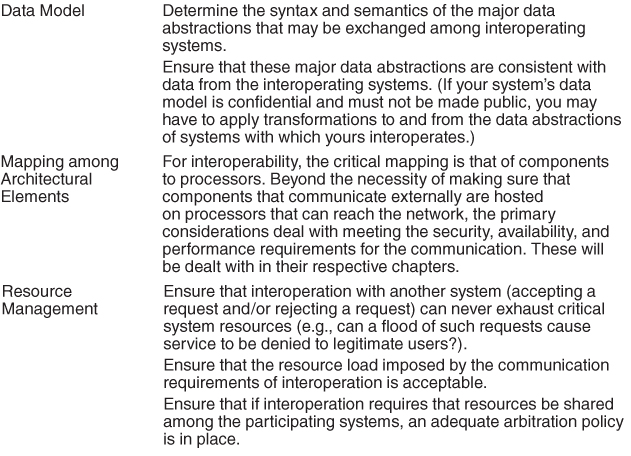 Data Model
Determine the syntax and semantics of the major data
abstractions that may be exchanged among interoperating
systems.
Ensure that these major data abstractions are consistent with
data from the interoperating systems. (If your system's data
model is confidential and must not be made public, you may
have to apply transformations to and from the data abstractions
of systems with which yours interoperates.)
Mapping among
Architectural
Elements
For interoperability, the critical mapping is that of components
to processors. Beyond the necessity of making sure that
components that communicate externally are hosted
on processors that can reach the network, the primary
considerations deal with meeting the security, availability, and
performance requirements for the communication. These will
be dealt with in their respective chapters.
Resource
Management
Ensure that interoperation with another system (accepting a
request and/or rejecting a request) can never exhaust critical
system resources (e.g., can a flood of such requests cause
service to be denied to legitimate users?).
Ensure that the resource load imposed by the communication
requirements of interoperation is acceptable.
Ensure that if interoperation requires that resources be shared
among the participating systems, an adequate arbitration policy
is in place.